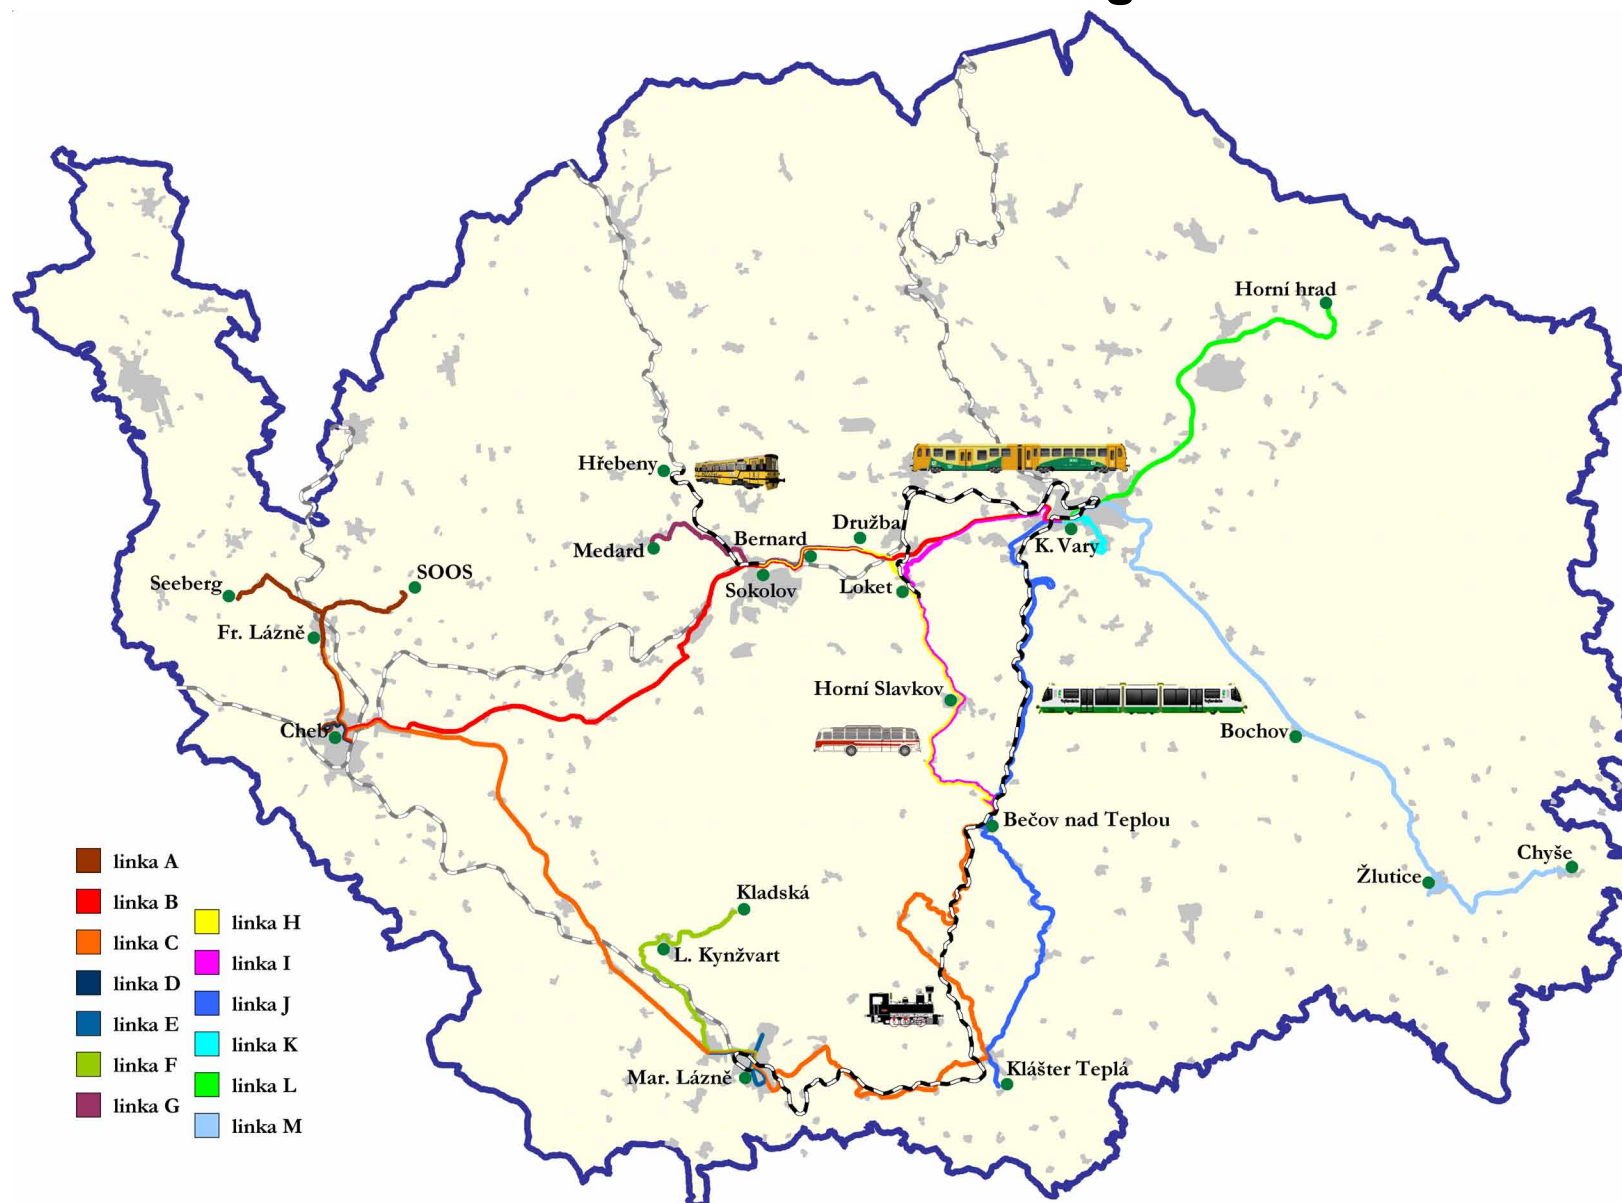 Horní hrad
Hřebeny
Družba
Bernard
Medard
K. Vary
SOOS
Seeberg
Sokolov
Loket
Fr. Lázně
Horní Slavkov
Cheb
Bochov
Bečov nad Teplou
Chyše
Žlutice
Kladská
L. Kynžvart
Klášter Teplá
Mar. Lázně
linka A
linka B
linka C
linka D
linka E
linka F
linka G
linka H
linka I
linka J
linka K
linka L
linka M